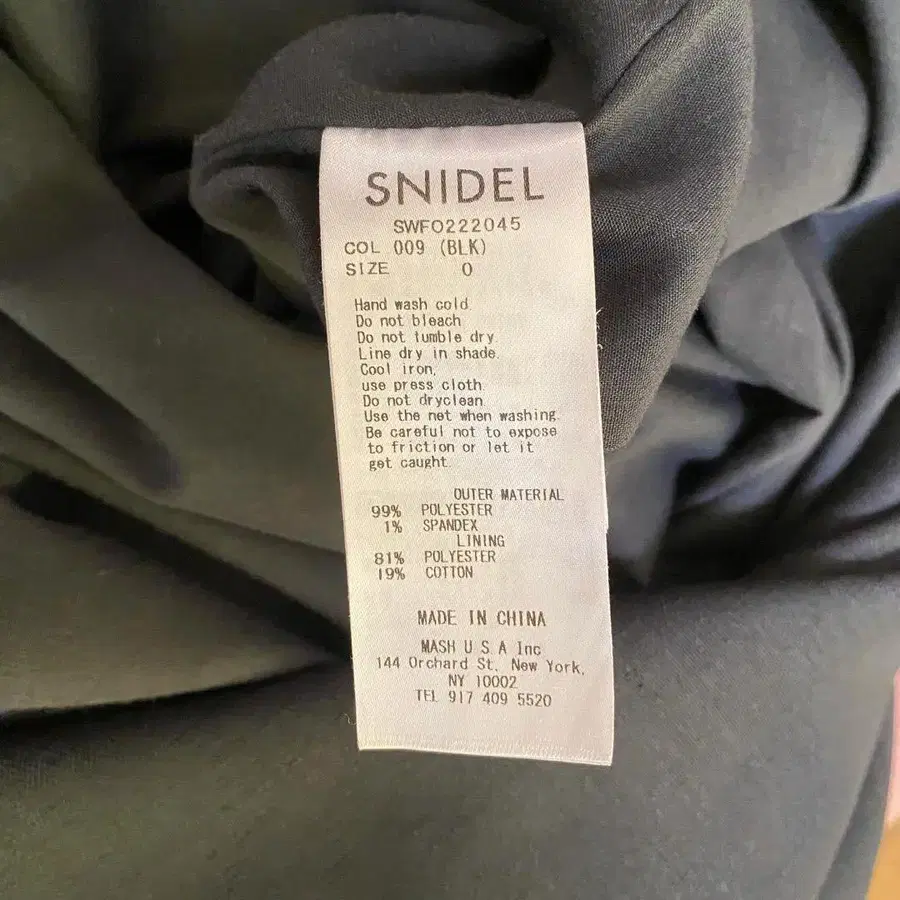 SNIDEL
SWFO222045
COL 009 (BLK)
SIZE 0
Hand wash cold.
Do not bleach
Do not tumble dry.
Line dry in shade.
Cool iron,
use press cloth
Do not dryclean
Use the net when washing.
Be careful not to expose
to friction or let it
get caught.
OUTER MATERIAL
99% POLYESTER
1% SPANDEX
LINING
81% POLYESTER
19% COTTON
MADE IN CHINA
MASH U.S.A Inc
144 Orchard St. New York,
NY 10002
TEL 917 409 5520